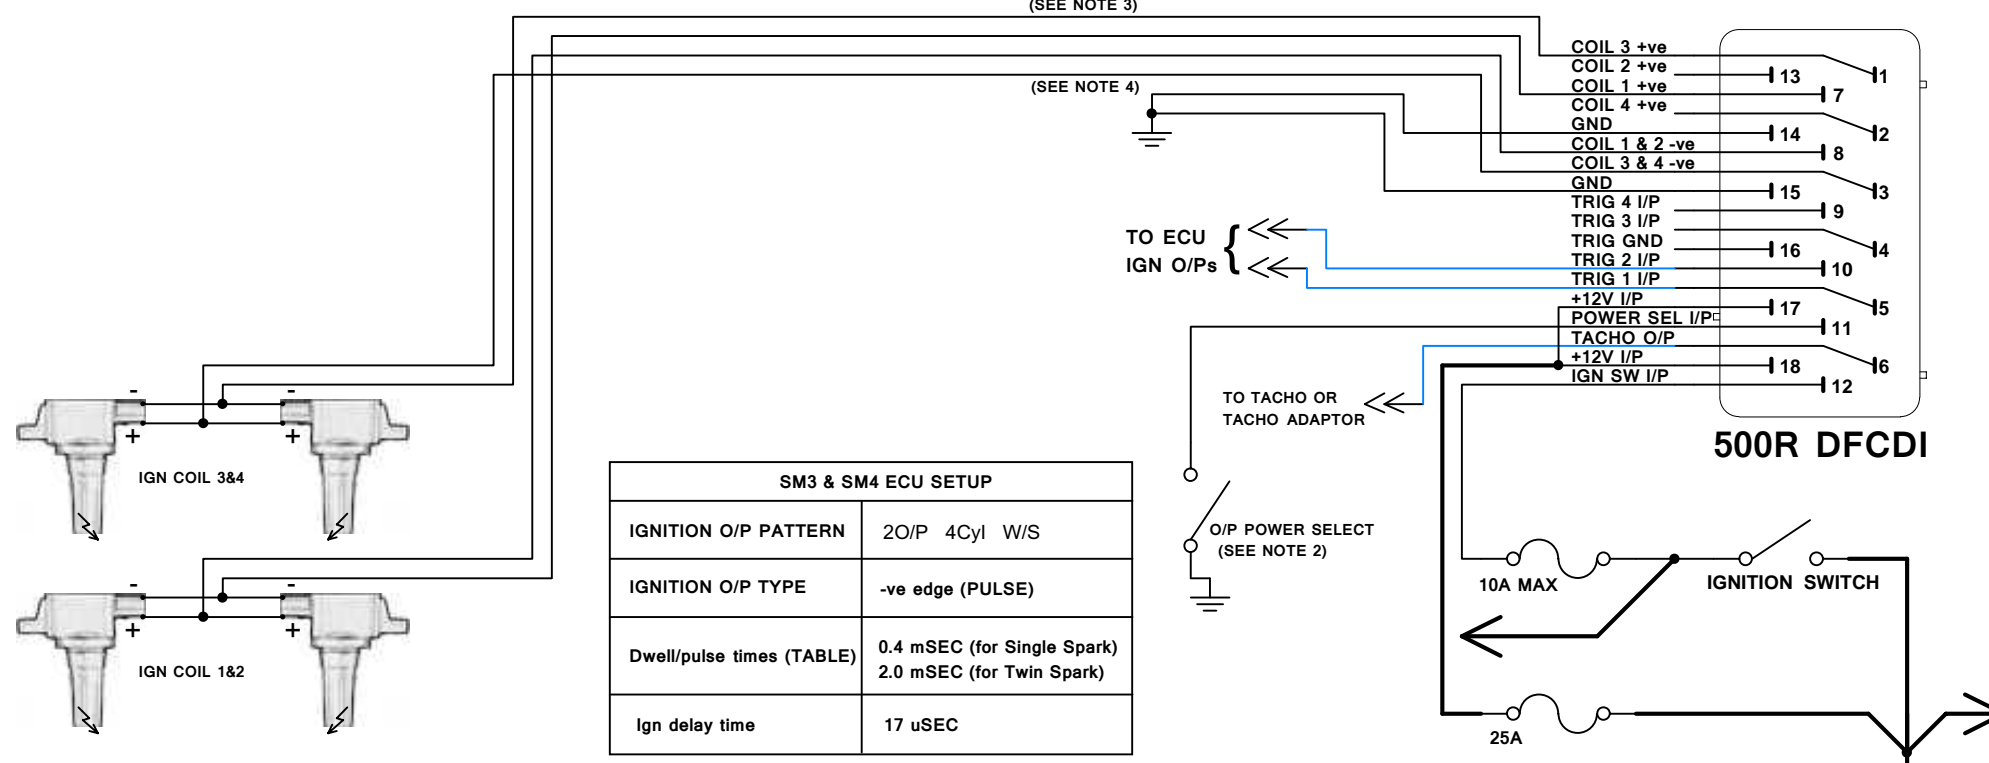 (SEE NOTE 3)
COIL 3 +ve
COIL 2 +ve
13
1
COIL 1 +ve
7
(SEE NOTE 4)
COIL 4 +ve
GND
14
2
COIL 1 & 2 -ve
8
COIL 3 & 4 -ve
GND
15
3
TRIG 4 I/P
9
TRIG 3 I/P
TO ECU
IGN O/Ps
{
TRIG GND
16
4
TRIG 2 I/P
10
TRIG 1 I/P
+12V I/P
17
5
POWER SEL I/P
11
TACHO O/P
+12V I/P
18
6
IGN SW I/P
12
TO TACHO OR
TACHO ADAPTOR
500R DFCDI
- -
+ +
IGN COIL 3&4
- -
+ +
IGN COIL 1&2
SM3 & SM4 ECU SETUP
IGNITION O/P PATTERN 2O/P 4Cyl W/S
IGNITION O/P TYPE -ve edge (PULSE)
Dwell/pulse times (TABLE) 0.4 mSEC (for Single Spark)
2.0 mSEC (for Twin Spark)
Ign delay time 17 uSEC
O/P POWER SELECT
(SEE NOTE 2)
10A MAX
IGNITION SWITCH
25A